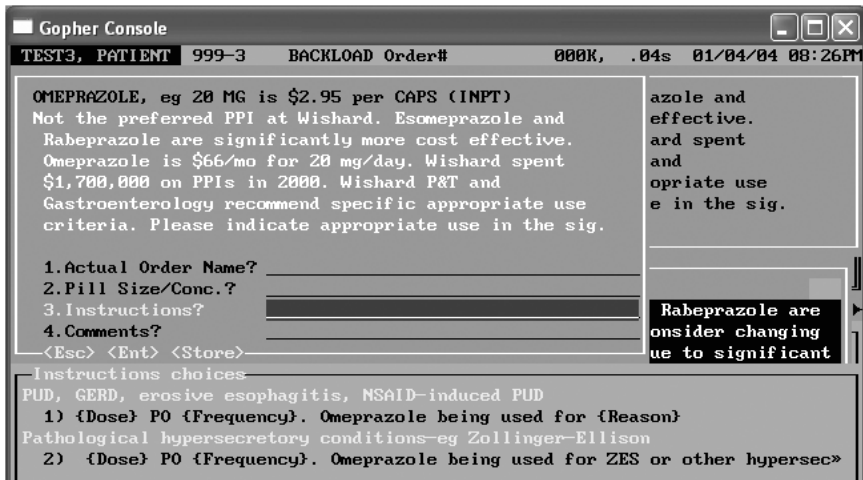 Gopher Console
TEST3, PATIENT 999-3 BACKLOAD Order# 000K, .04s 01/04/04 08:26PM
OMEPRAZOLE, eg 20 MG is $2.95 per CAPS (INPT)
Not the preferred PPI at Wishard. Esomeprazole and
Rabeprazole are significantly more cost effective.
Omeprazole is $66/mo for 20 mg/day. Wishard spent
$1,700,000 on PPIs in 2000. Wishard P&T and
Gastroenterology recommend specific appropriate use
criteria. Please indicate appropriate use in the sig.
azole and
effective.
ard spent
and
opriate use
e in the sig.
1.Actual Order Name?
2.Pill Size/Conc.?
3.Instructions?
4.Comments?
<Esc> <Ent> <Store>
Rabeprazole are
onsider changing
ue to significant
Instructions choices
PUD, GERD, erosive esophagitis, NSAID-induced PUD
1) {Dose} PO {Frequency}. Omeprazole being used for {Reason}
Pathological hypersecretory conditions-eg Zollinger-Ellison
2) {Dose} PO {Frequency}. Omeprazole being used for ZES or other hypersec»